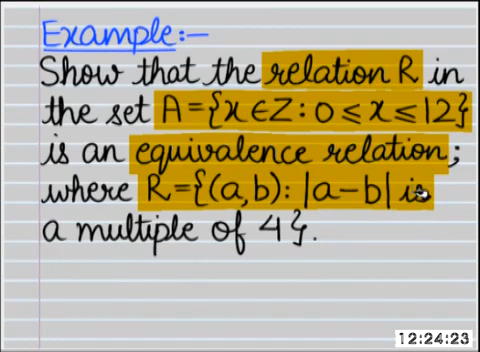 Example:-
Show that the relation R in
the set A={x∈Z: 0⩽x⩽12}
is an equivalence relation;
where R={(a,b): |a-b| is
a multiple of 4}.
12:24:23